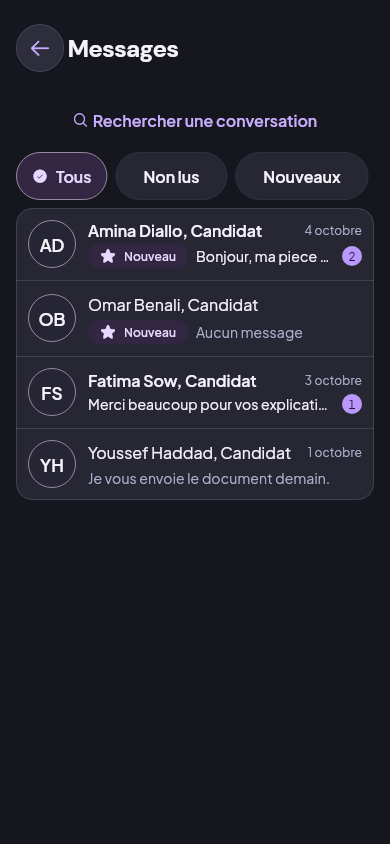 Messages
Rechercher une conversation
Tous
Non lus
Nouveaux
AD
Amina Diallo, Candidat
4 octobre
Nouveau
Bonjour, ma piece ...
2
OB
Omar Benali, Candidat
Nouveau
Aucun message
FS
Fatima Sow, Candidat
3 octobre
Merci beaucoup pour vos explicati...
1
YH
Youssef Haddad, Candidat
1 octobre
Je vous envoie le document demain.